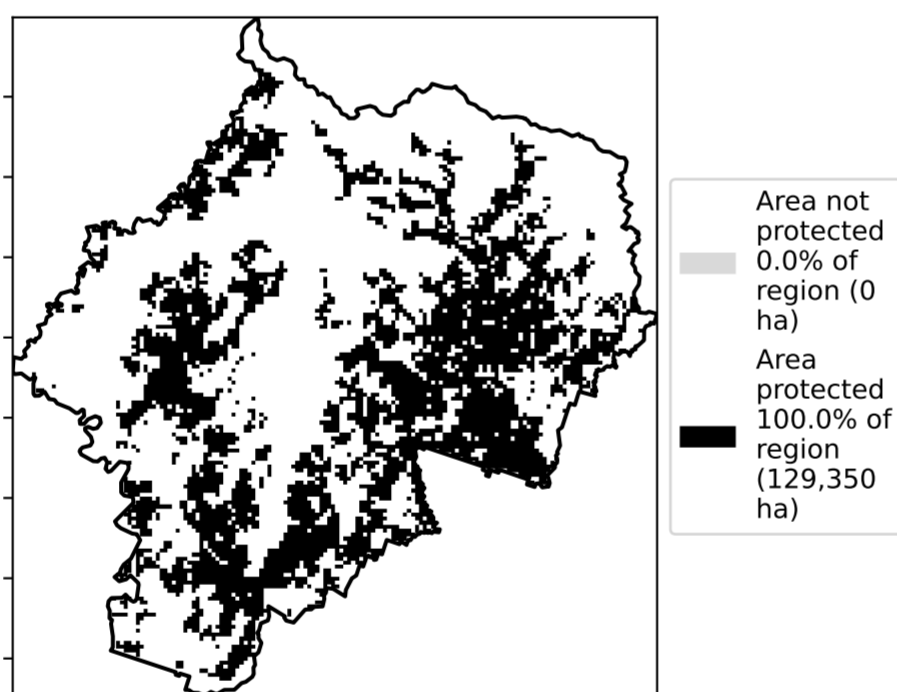 Area not
protected
0.0% of
region (0
ha)
Area
protected
100.0% of
region
(129,350
ha)